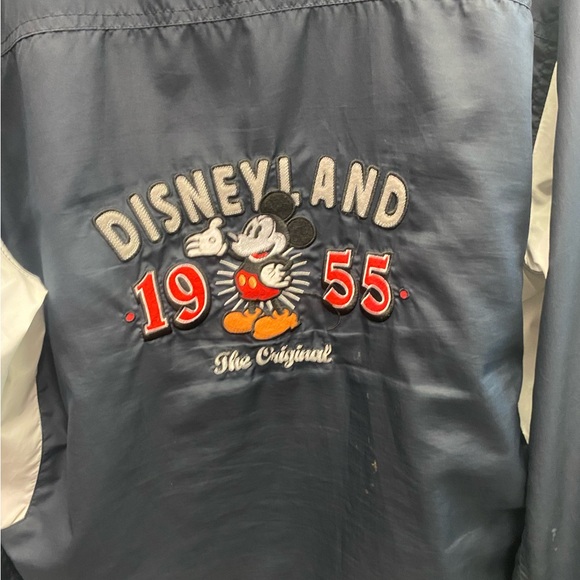 DISNEYLAND
·1955·
The Original